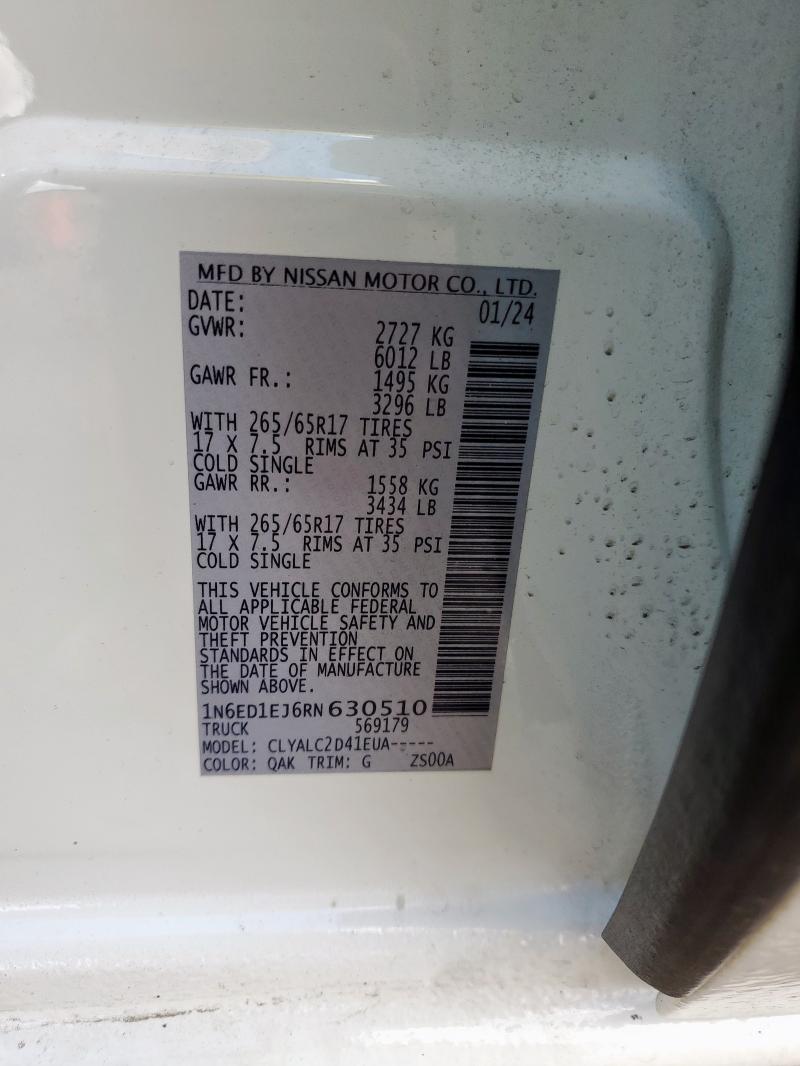 MFD BY NISSAN MOTOR CO., LTD.
DATE: 01/24
GVWR: 2727 KG
6012 LB
GAWR FR.: 1495 KG
3296 LB
WITH 265/65R17 TIRES
17 X 7.5 RIMS AT 35 PSI
COLD SINGLE
GAWR RR.: 1558 KG
3434 LB
WITH 265/65R17 TIRES
17 X 7.5 RIMS AT 35 PSI
COLD SINGLE
THIS VEHICLE CONFORMS TO
ALL APPLICABLE FEDERAL
MOTOR VEHICLE SAFETY AND
THEFT PREVENTION
STANDARDS IN EFFECT ON
THE DATE OF MANUFACTURE
SHOWN ABOVE.
1N6ED1EJ6RN630510
TRUCK 569179
MODEL: CLYALC2D41EUA-----
COLOR: QAK TRIM: G ZS00A